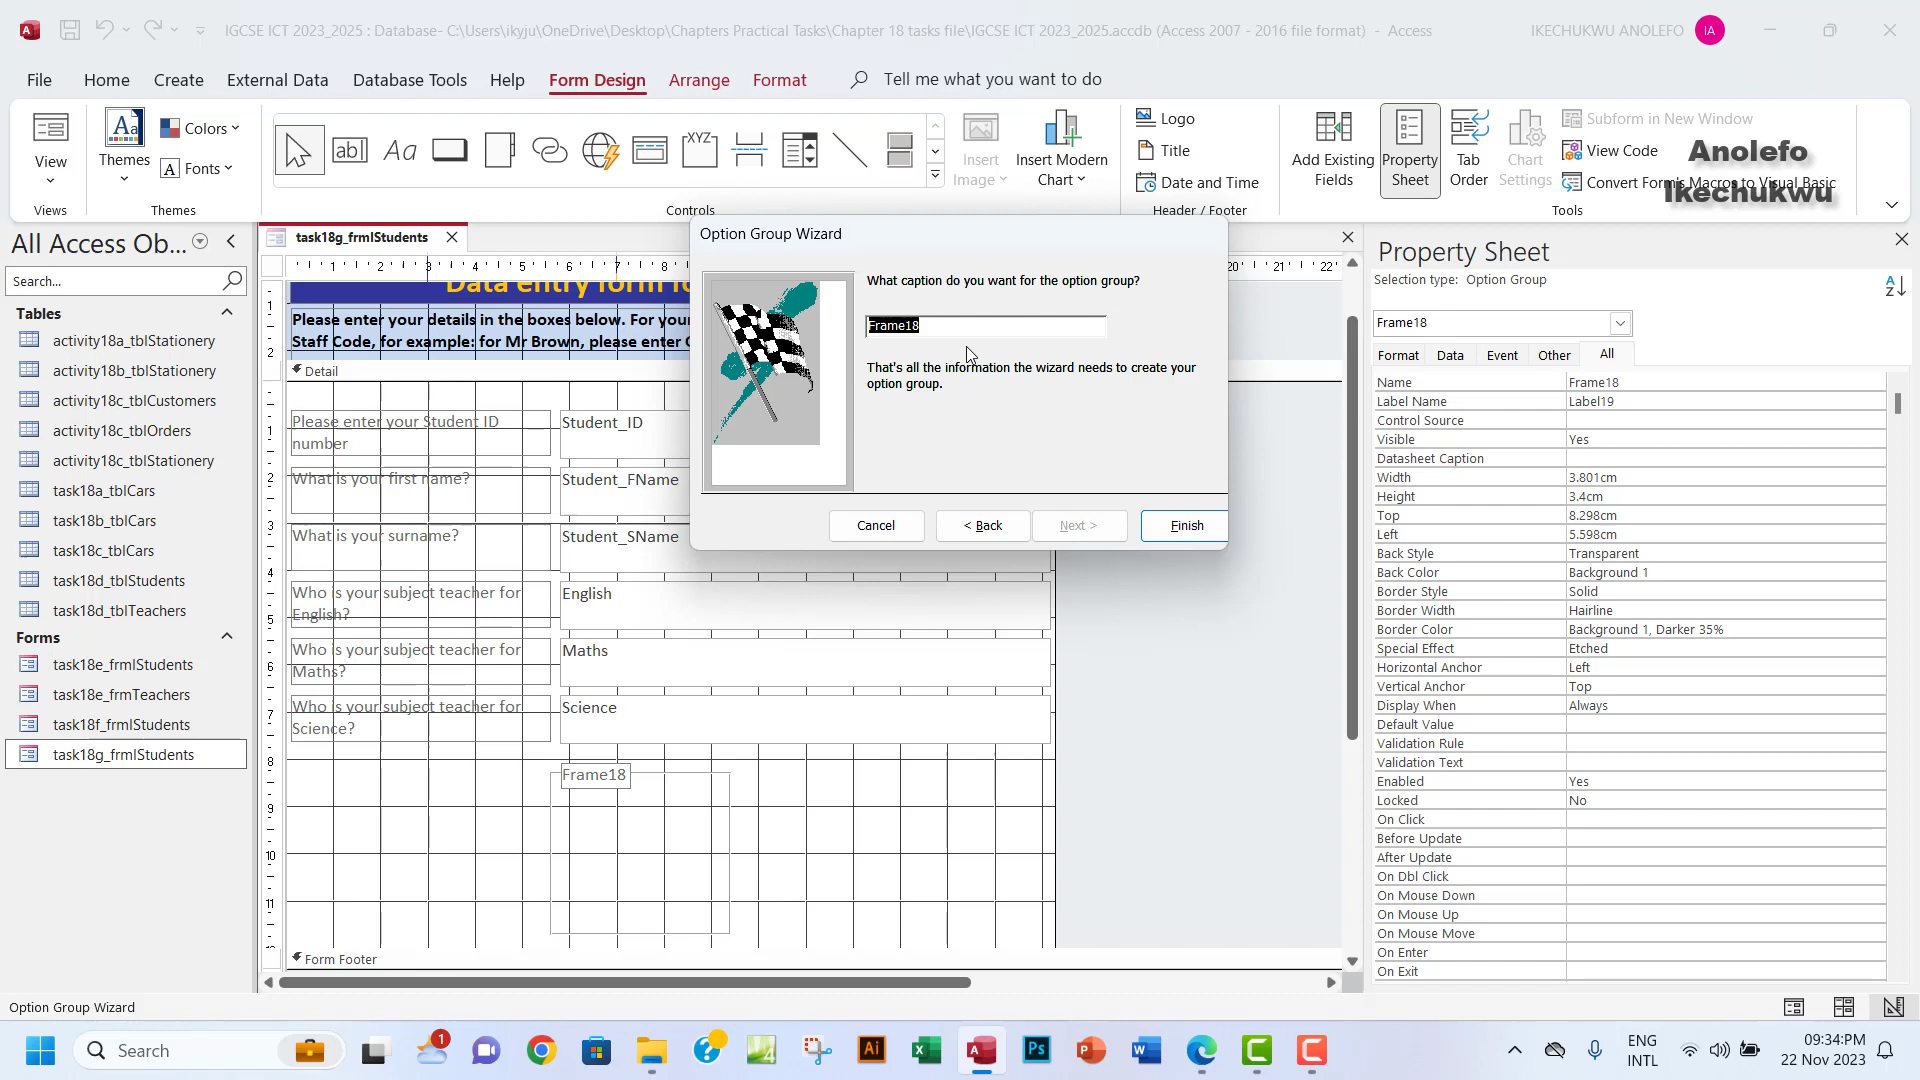 IGCSE ICT 2023_2025 : Database- C:\Users\ikyju\OneDrive\Desktop\Chapters Practical Tasks\Chapter 18 tasks file\IGCSE ICT 2023_2025.accdb (Access 2007 - 2016 file format) - Access
IKECHUKWU ANOLEFO
IA
File
Home
Create
External Data
Database Tools
Help
Form Design
Arrange
Format
Tell me what you want to do
View
Views
Themes
Colors
Fonts
Themes
Controls
Insert
Image
Insert Modern
Chart
Logo
Title
Date and Time
Header / Footer
Add Existing
Fields
Property
Sheet
Tab
Order
Chart
Settings
Subform in New Window
View Code
Convert Form's Macros to Visual Basic
Tools
Anolefo
Ikechukwu
All Access Ob...
Search...
Tables
activity18a_tblStationery
activity18b_tblStationery
activity18c_tblCustomers
activity18c_tblOrders
activity18c_tblStationery
task18a_tblCars
task18b_tblCars
task18c_tblCars
task18d_tblStudents
task18d_tblTeachers
Forms
task18e_frmlStudents
task18e_frmTeachers
task18f_frmlStudents
task18g_frmlStudents
task18g_frmlStudents
Data entry form fo
Please enter your details in the boxes below. For your
Staff Code, for example: for Mr Brown, please enter
Detail
Please enter your Student ID
number
Student_ID
What is your first name?
Student_FName
What is your surname?
Student_SName
Who is your subject teacher for
English?
English
Who is your subject teacher for
Maths?
Maths
Who is your subject teacher for
Science?
Science
Frame18
Form Footer
Option Group Wizard
What caption do you want for the option group?
Frame18
That's all the information the wizard needs to create your
option group.
Cancel
< Back
Next >
Finish
Property Sheet
Selection type: Option Group
Frame18
Format
Data
Event
Other
All
Name Frame18
Label Name Label19
Control Source
Visible Yes
Datasheet Caption
Width 3.801cm
Height 3.4cm
Top 8.298cm
Left 5.598cm
Back Style Transparent
Back Color Background 1
Border Style Solid
Border Width Hairline
Border Color Background 1, Darker 35%
Special Effect Etched
Horizontal Anchor Left
Vertical Anchor Top
Display When Always
Default Value
Validation Rule
Validation Text
Enabled Yes
Locked No
On Click
Before Update
After Update
On Dbl Click
On Mouse Down
On Mouse Up
On Mouse Move
On Enter
On Exit
Option Group Wizard
Search
ENG
INTL
09:34:PM
22 Nov 2023